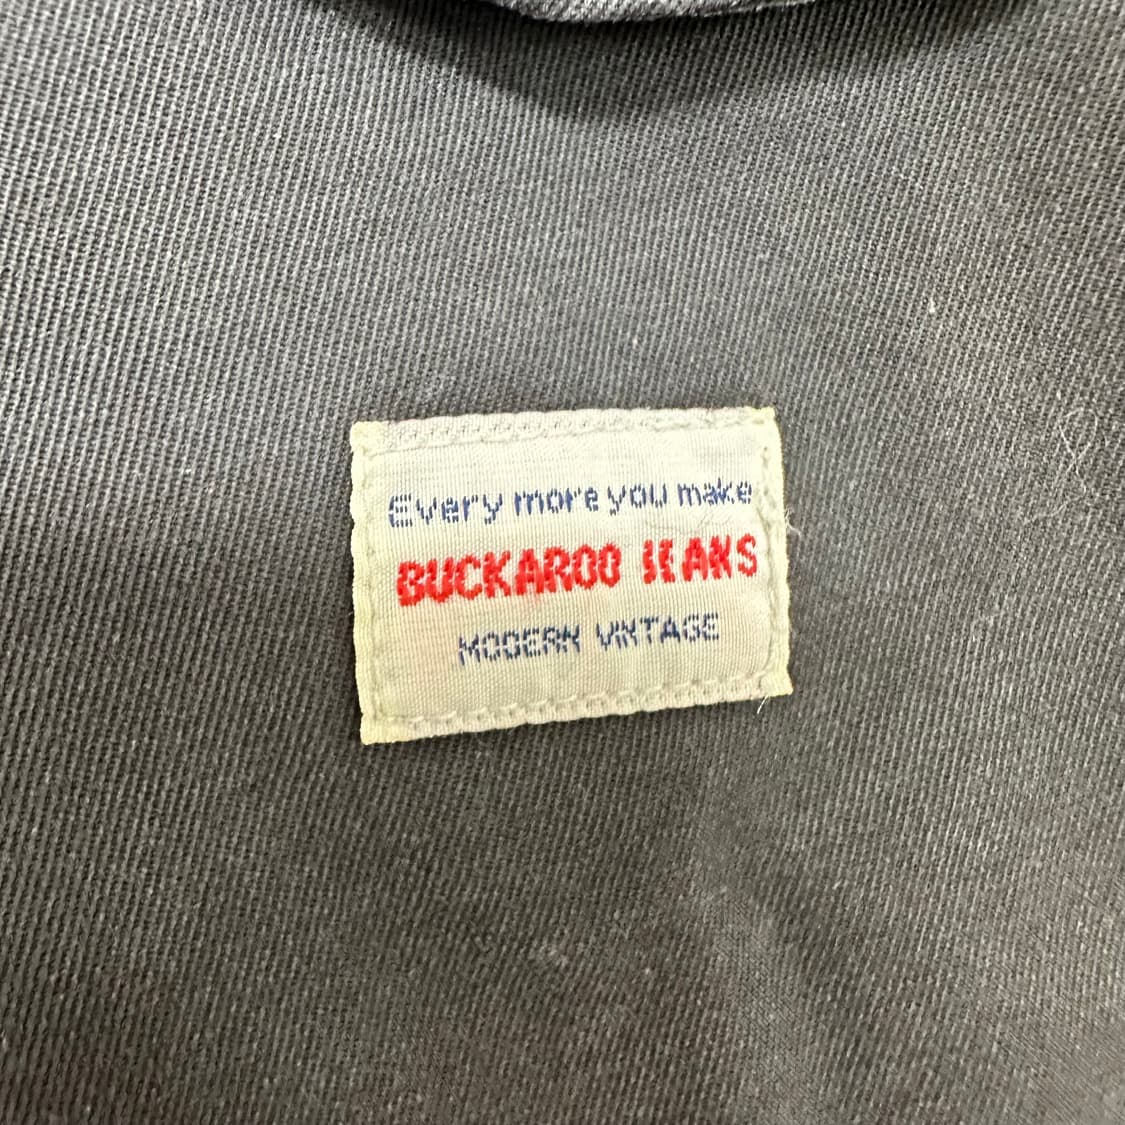 Every more you make
BUCKAROO JEANS
MODERN VINTAGE